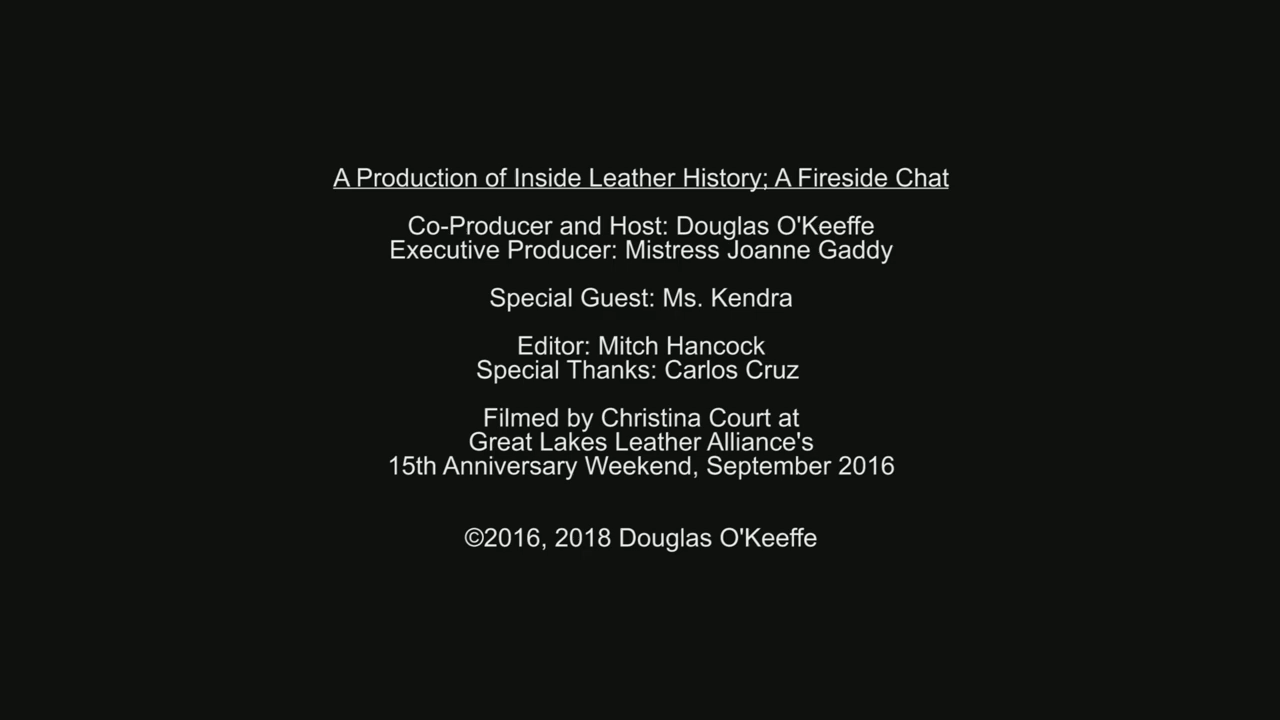 A Production of Inside Leather History; A Fireside Chat
Co-Producer and Host: Douglas O'Keeffe
Executive Producer: Mistress Joanne Gaddy
Special Guest: Ms. Kendra
Editor: Mitch Hancock
Special Thanks: Carlos Cruz
Filmed by Christina Court at
Great Lakes Leather Alliance's
15th Anniversary Weekend, September 2016
©2016, 2018 Douglas O'Keeffe